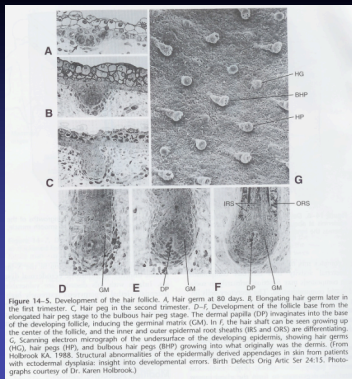 A
B
C
HG
BHP
HP
G
IRS
ORS
D GM
E DP GM
F DP GM
Figure 14–5. Development of the hair follicle. A, Hair germ at 80 days. B, Elongating hair germ later in
the first trimester. C, Hair peg in the second trimester. D–F, Development of the follicle base from the
elongated hair peg stage to the bulbous hair peg stage. The dermal papilla (DP) invaginates into the base
of the developing follicle, inducing the germinal matrix (GM). In F, the hair shaft can be seen growing up
the center of the follicle, and the inner and outer epidermal root sheaths (IRS and ORS) are differentiating.
G, Scanning electron micrograph of the undersurface of the developing epidermis, showing hair germs
(HG), hair pegs (HP), and bulbous hair pegs (BHP) growing into what originally was the dermis. (From
Holbrook KA. 1988. Structural abnormalities of the epidermally derived appendages in skin from patients
with ectodermal dysplasia: insight into developmental errors. Birth Defects Orig Artic Ser 24:15. Photo-
graphs courtesy of Dr. Karen Holbrook.)